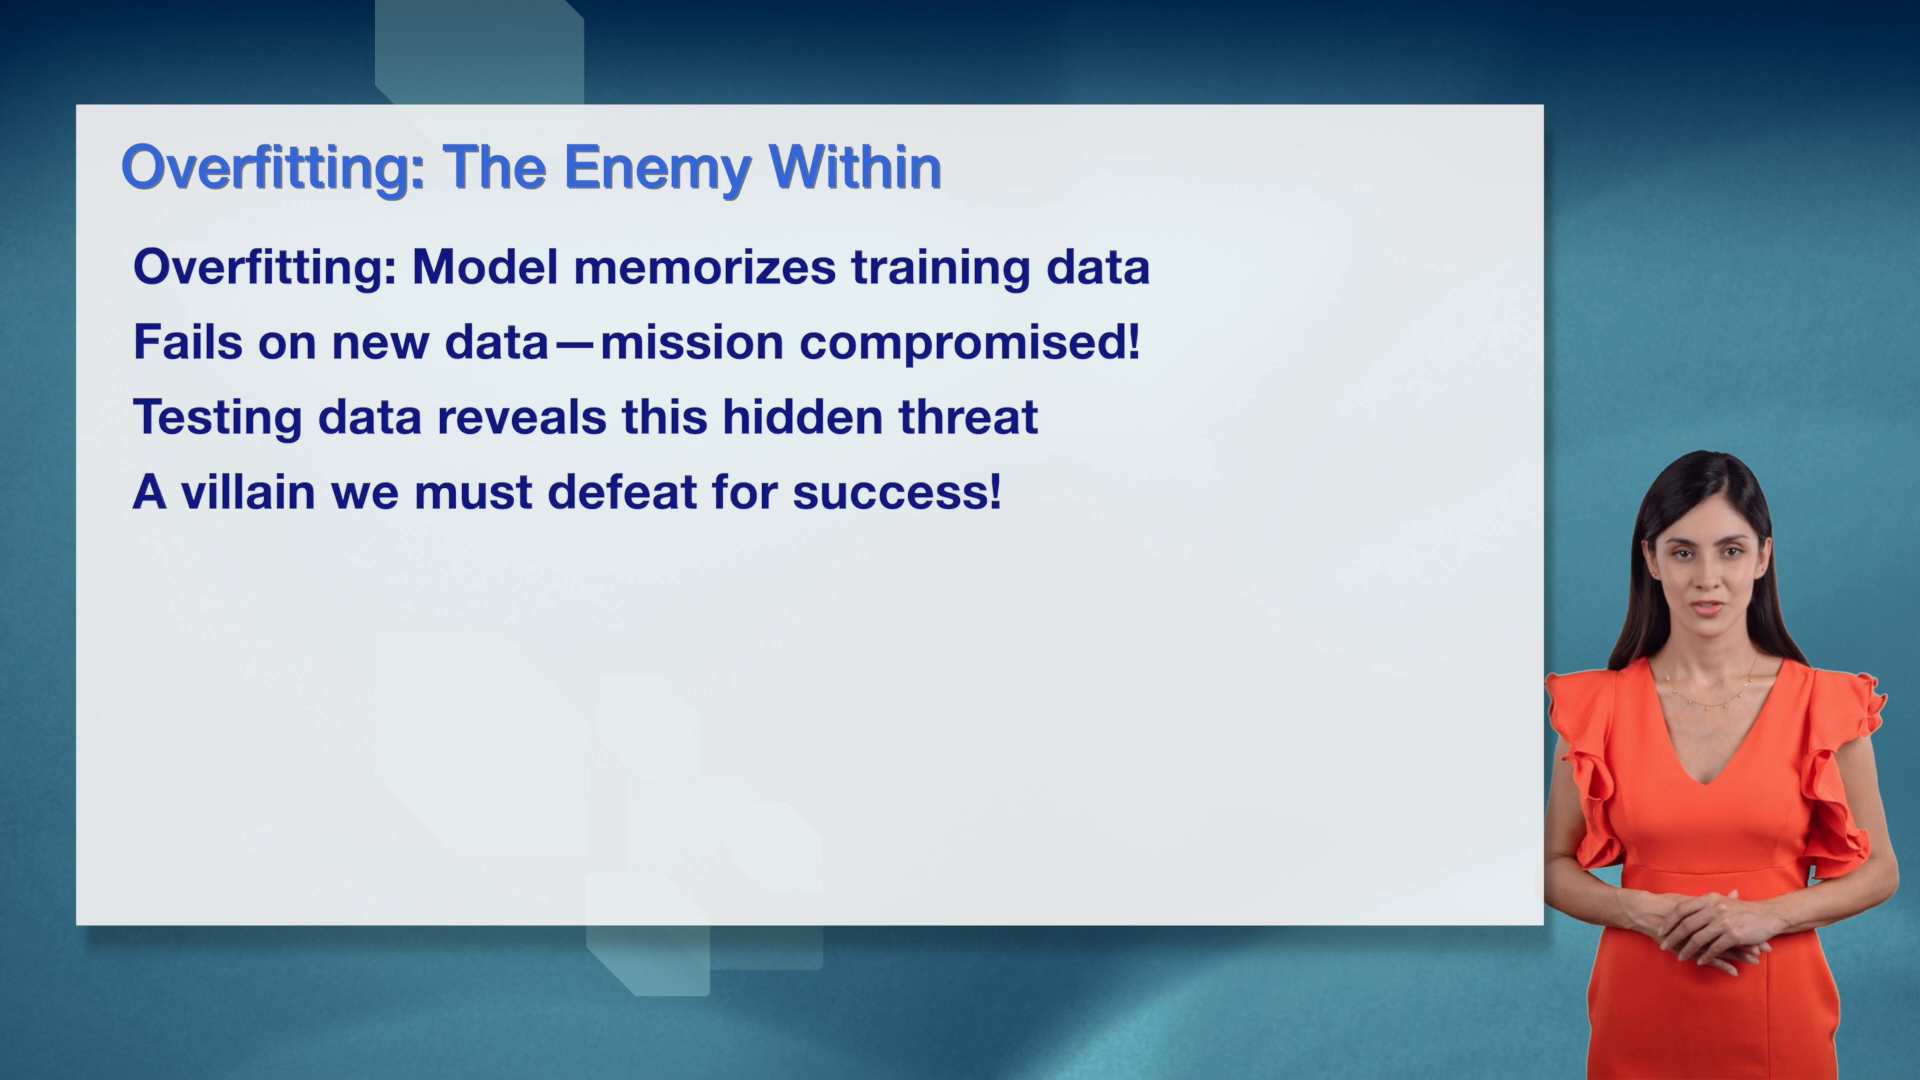 Overfitting: The Enemy Within
Overfitting: Model memorizes training data
Fails on new data—mission compromised!
Testing data reveals this hidden threat
A villain we must defeat for success!